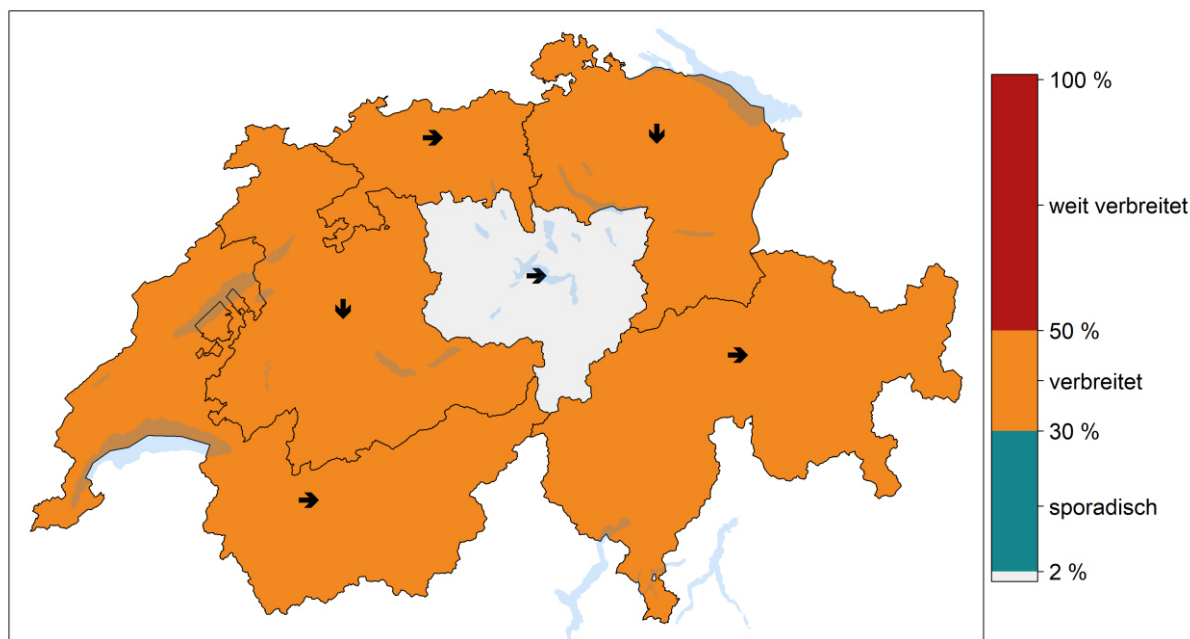 100 %
weit verbreitet
50 %
verbreitet
30 %
sporadisch
2 %